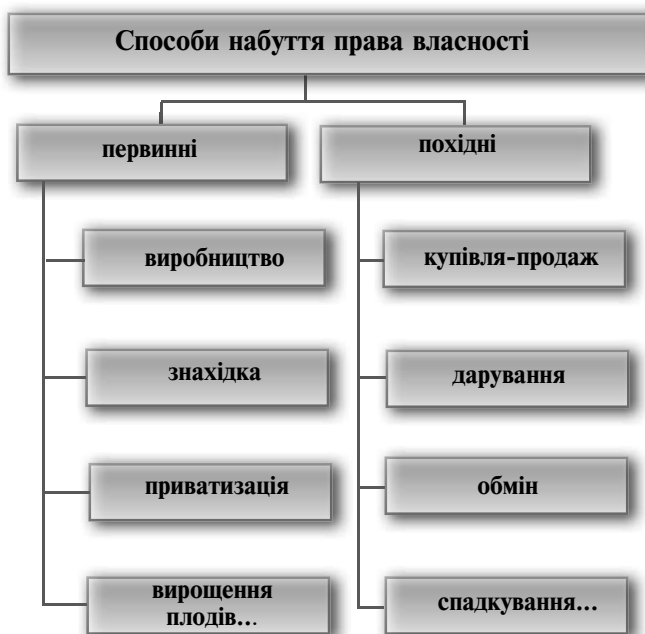 Способи набуття права власності
первинні
похідні
виробництво
купівля-продаж
знахідка
дарування
приватизація
обмін
вирощення
плодів...
спадкування...